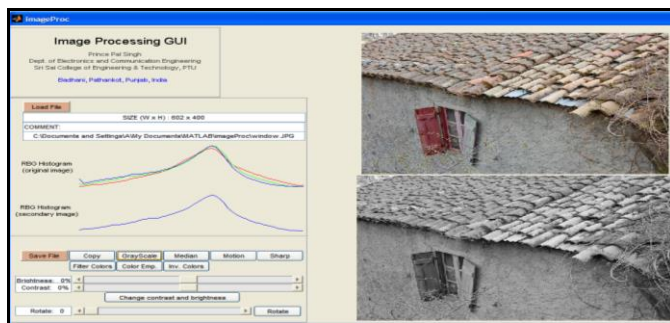 ImageProc
Image Processing GUI
Prince Pal Singh
Dept. of Electronics and Communication Engineering
Sri Sai College of Engineering & Technology, PTU
Badhani, Pathankot, Punjab, India
Load File
SIZE (W x H) : 602 x 400
COMMENT:
C:\Documents and Settings\A\My Documents\MATLAB\ImageProc\window.JPG
RBG Histogram
(original image)
RBG Histogram
(secondary image)
Save File Copy GrayScale Median Motion Sharp
Filter Colors Color Emp. Inv. Colors
Brightness: 0%
Contrast: 0%
Change contrast and brightness
Rotate: 0 Rotate